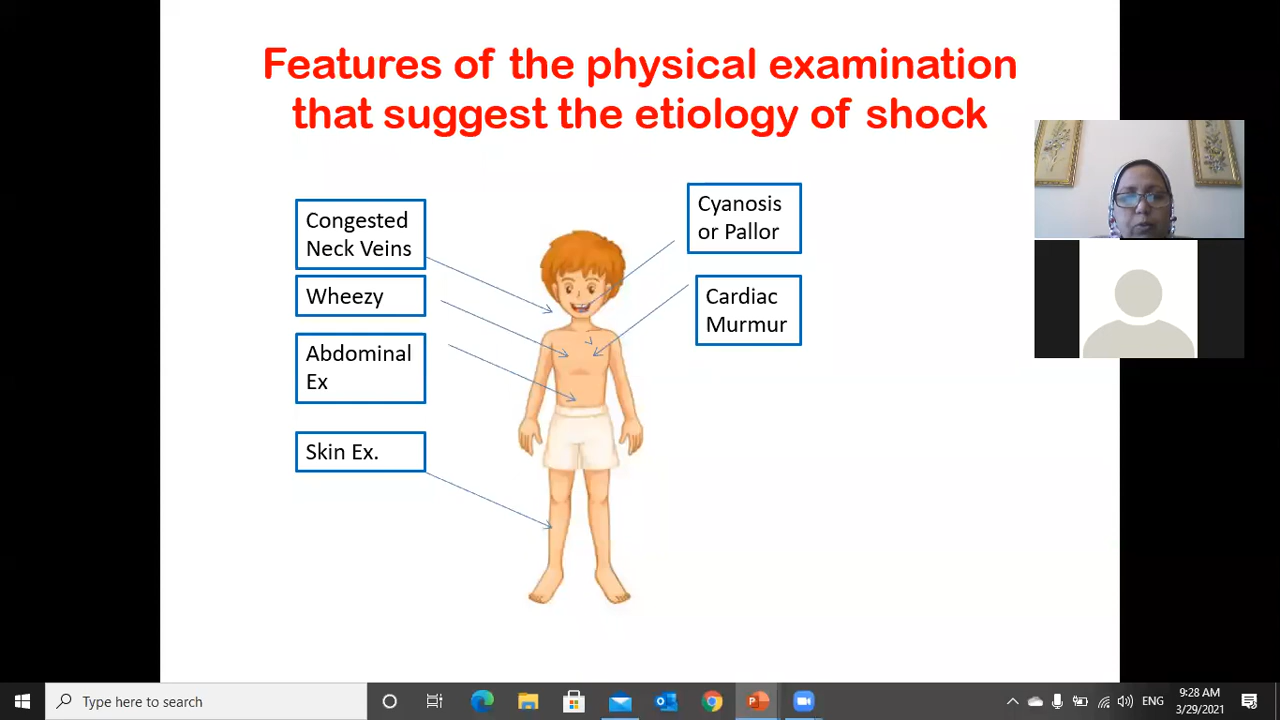 Features of the physical examination
that suggest the etiology of shock
Congested
Neck Veins
Wheezy
Abdominal
Ex
Skin Ex.
Cyanosis
or Pallor
Cardiac
Murmur
Type here to search
ENG
9:28 AM
3/29/2021